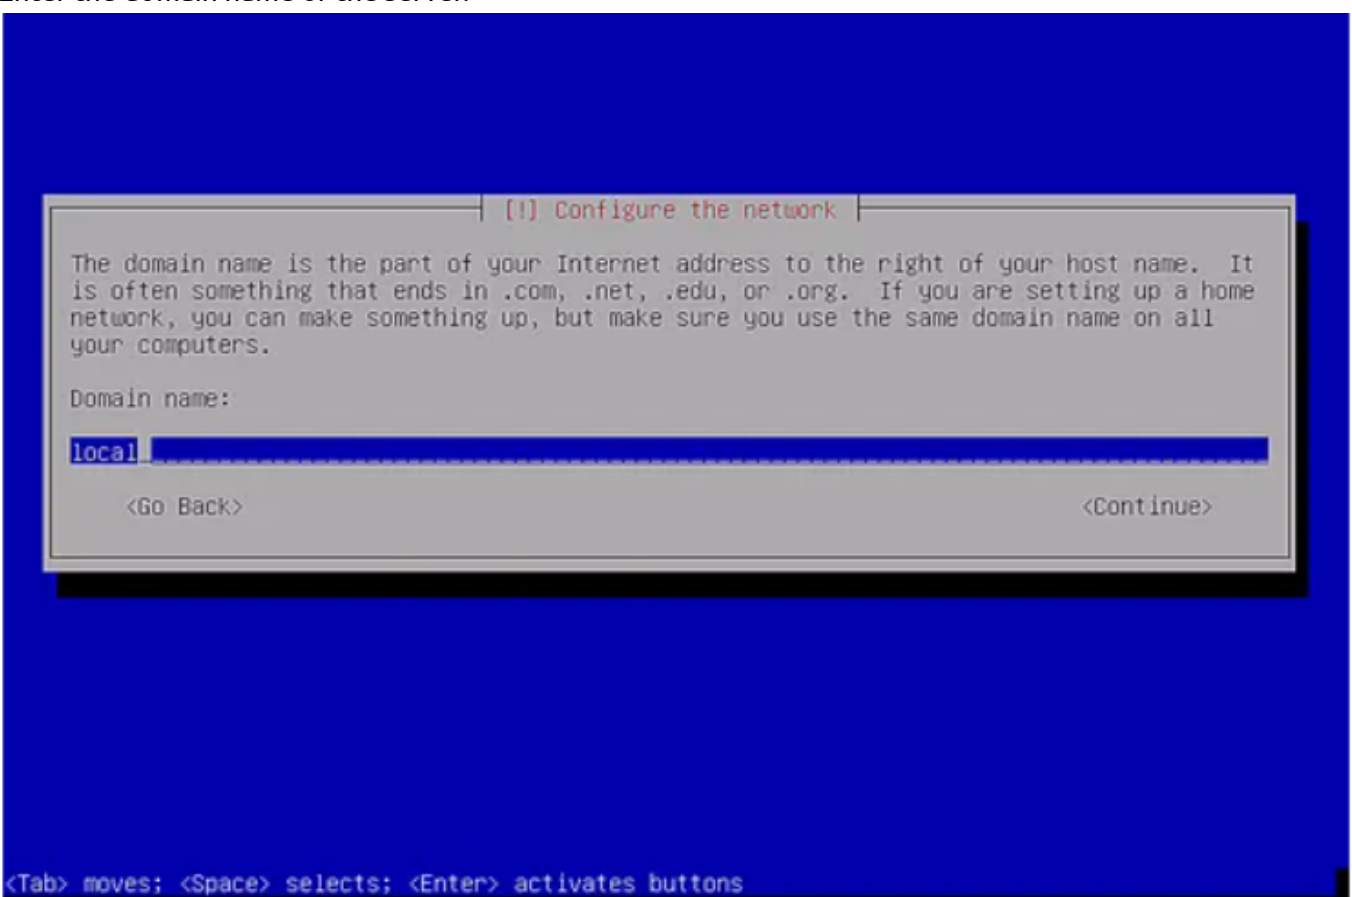 [!] Configure the network
The domain name is the part of your Internet address to the right of your host name.  It
is often something that ends in .com, .net, .edu, or .org.  If you are setting up a home
network, you can make something up, but make sure you use the same domain name on all
your computers.
Domain name:
local
<Go Back> <Continue>
<Tab> moves; <Space> selects; <Enter> activates buttons